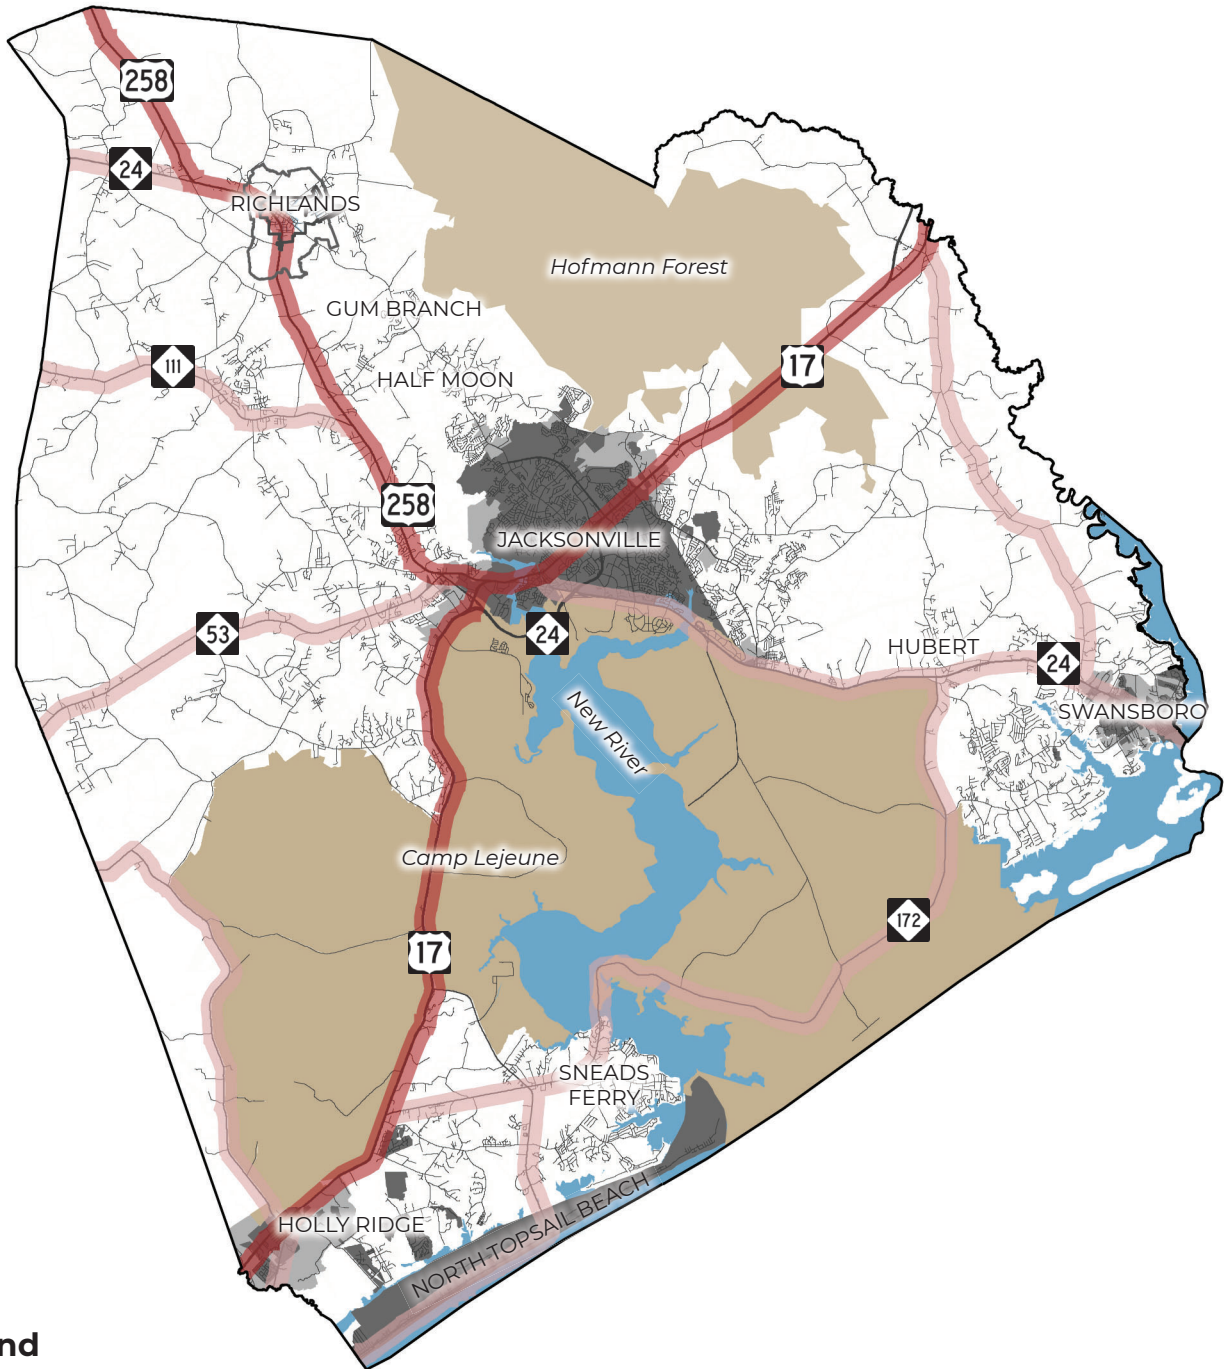 258
24
RICHLANDS
Hofmann Forest
GUM BRANCH
111
17
HALF MOON
258
JACKSONVILLE
53
24
HUBERT
24
New River
SWANSBORO
Camp Lejeune
172
17
SNEADS
FERRY
NORTH TOPSAIL BEACH
HOLLY RIDGE
nd